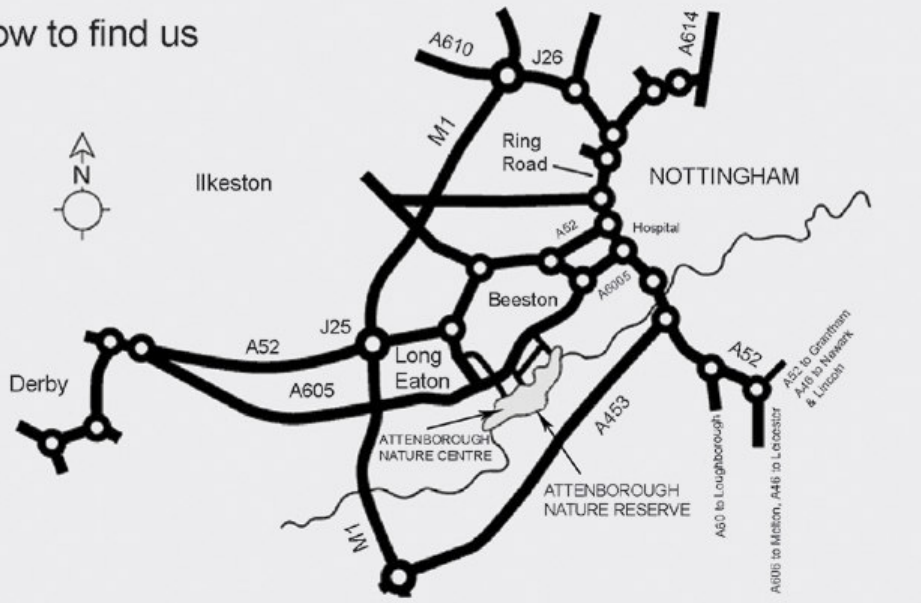 ow to find us
A610
J26
A614
M1
Ring
Road
N
Ilkeston
NOTTINGHAM
A52
Hospital
Beeston
A6005
J25
A52
Long
Eaton
A52
A52 to Grantham
A46 to Newark
& Lincoln
Derby
A605
A453
ATTENBOROUGH
NATURE CENTRE
ATTENBOROUGH
NATURE RESERVE
M1
A60 to Loughborough
A606 to Melton, A46 to Leicester